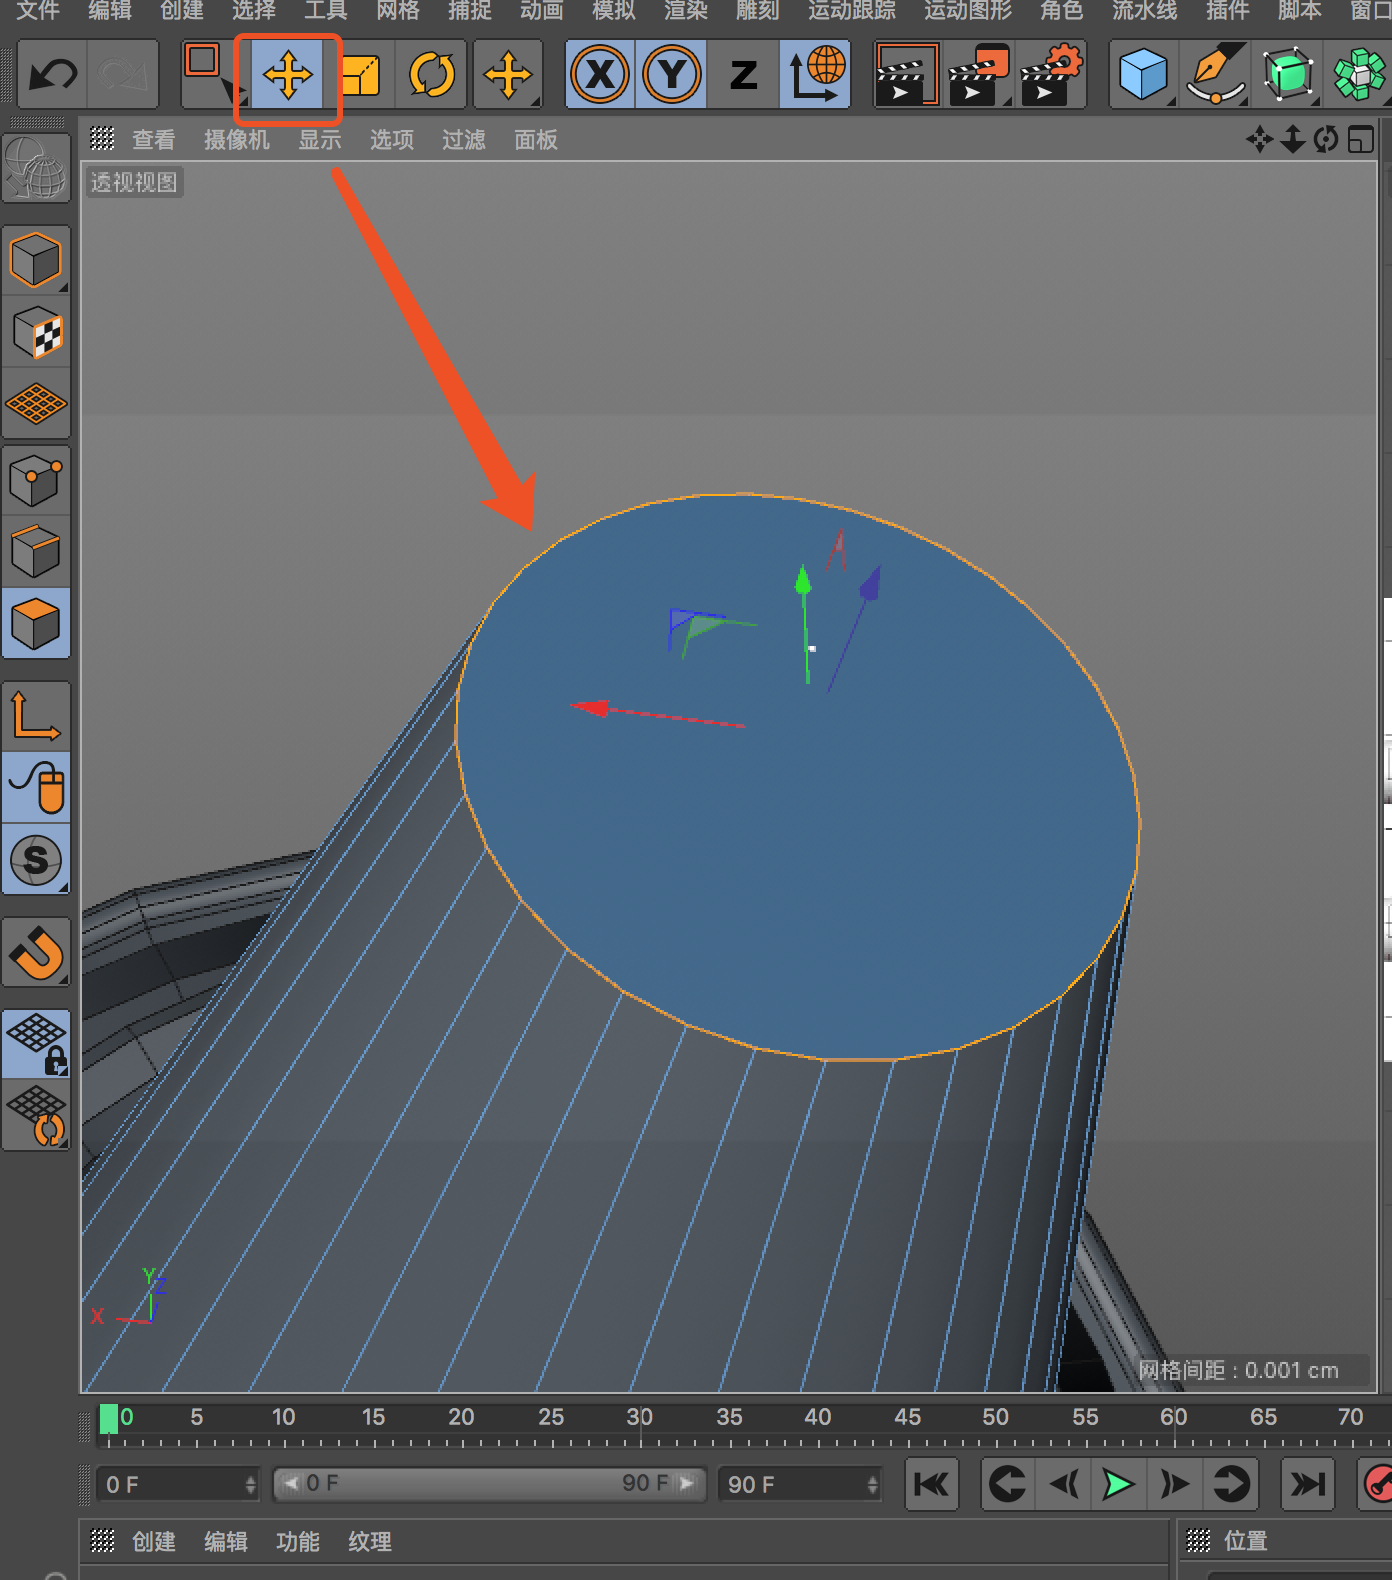 文件 编辑 创建 选择 工具 网格 捕捉 动画 模拟 渲染 雕刻 运动跟踪 运动图形 角色 流水线 插件 脚本 窗口
X Y Z
查看 摄像机 显示 选项 过滤 面板
透视视图
S
Y
Z
X
网格间距 : 0.001 cm
0 5 10 15 20 25 30 35 40 45 50 55 60 65 70
0 F 0 F 90 F 90 F
创建 编辑 功能 纹理 位置